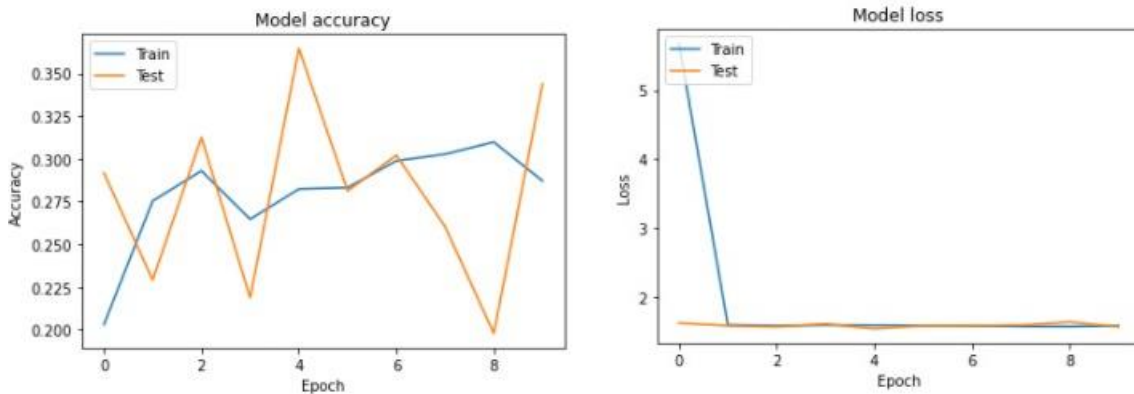 Model accuracy
Train
Test
0.350
0.325
0.300
0.275
0.250
0.225
0.200
Accuracy
0 2 4 6 8
Epoch
Model loss
Train
Test
5
4
3
2
Loss
0 2 4 6 8
Epoch